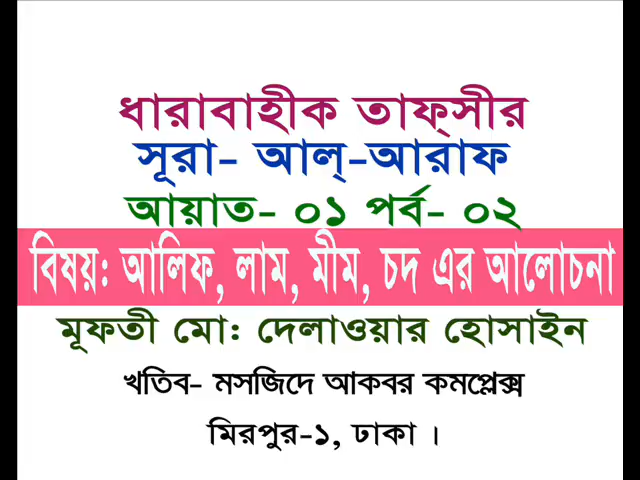 ধারাবাহীক তাফ্সীর
সূরা- আল্-আরাফ
আয়াত- ০১ পর্ব- ০২
বিষয়: আলিফ, লাম, মীম, চদ এর আলোচনা
মূফতী মো: দেলাওয়ার হোসাইন
খতিব- মসজিদে আকবর কমপ্লেক্স
মিরপুর-১, ঢাকা ।